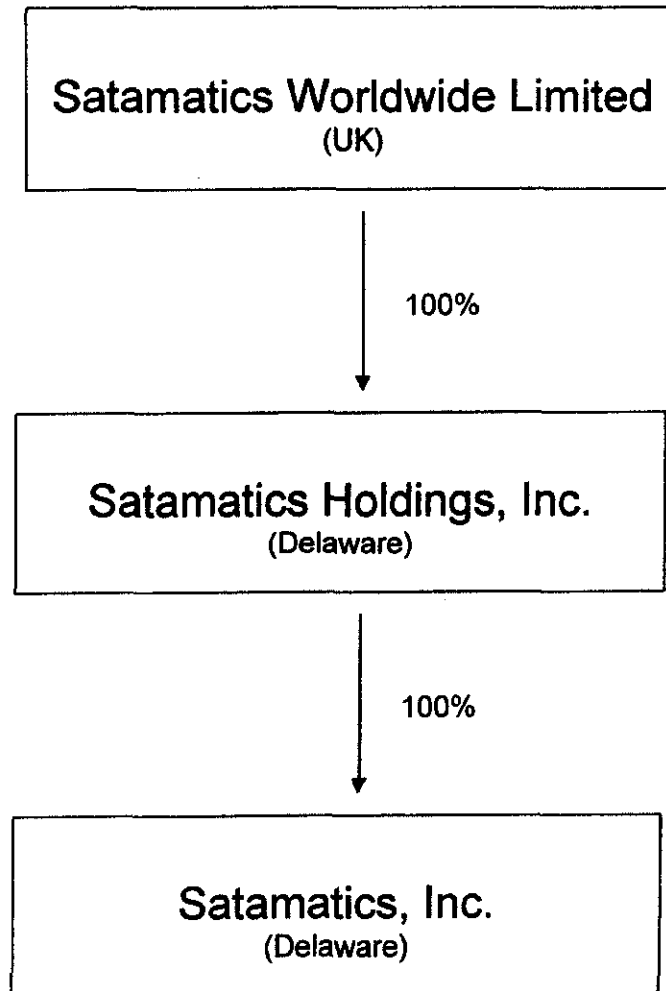 Satamatics Worldwide Limited
(UK)
100%
Satamatics Holdings, Inc.
(Delaware)
100%
Satamatics, Inc.
(Delaware)